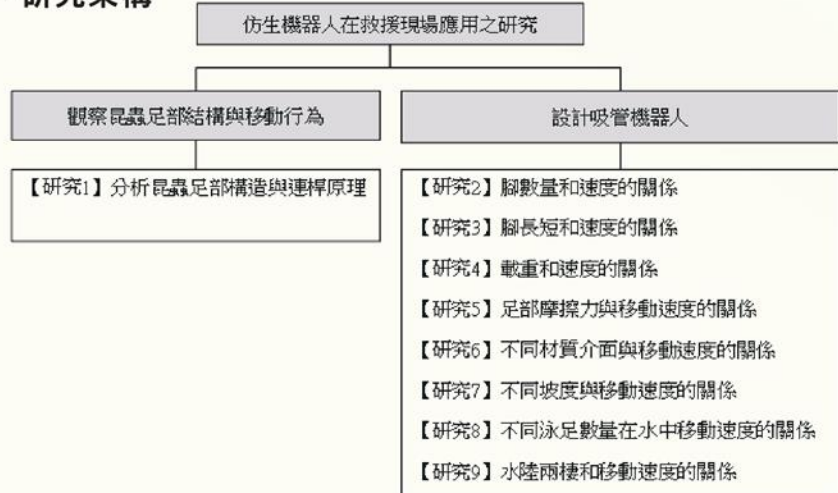 研究架構
仿生機器人在救援現場應用之研究
觀察昆蟲足部結構與移動行為
設計吸管機器人
【研究1】分析昆蟲足部構造與連桿原理
【研究2】腳數量和速度的關係
【研究3】腳長短和速度的關係
【研究4】載重和速度的關係
【研究5】足部摩擦力與移動速度的關係
【研究6】不同材質介面與移動速度的關係
【研究7】不同坡度與移動速度的關係
【研究8】不同泳足數量在水中移動速度的關係
【研究9】水陸兩棲和移動速度的關係